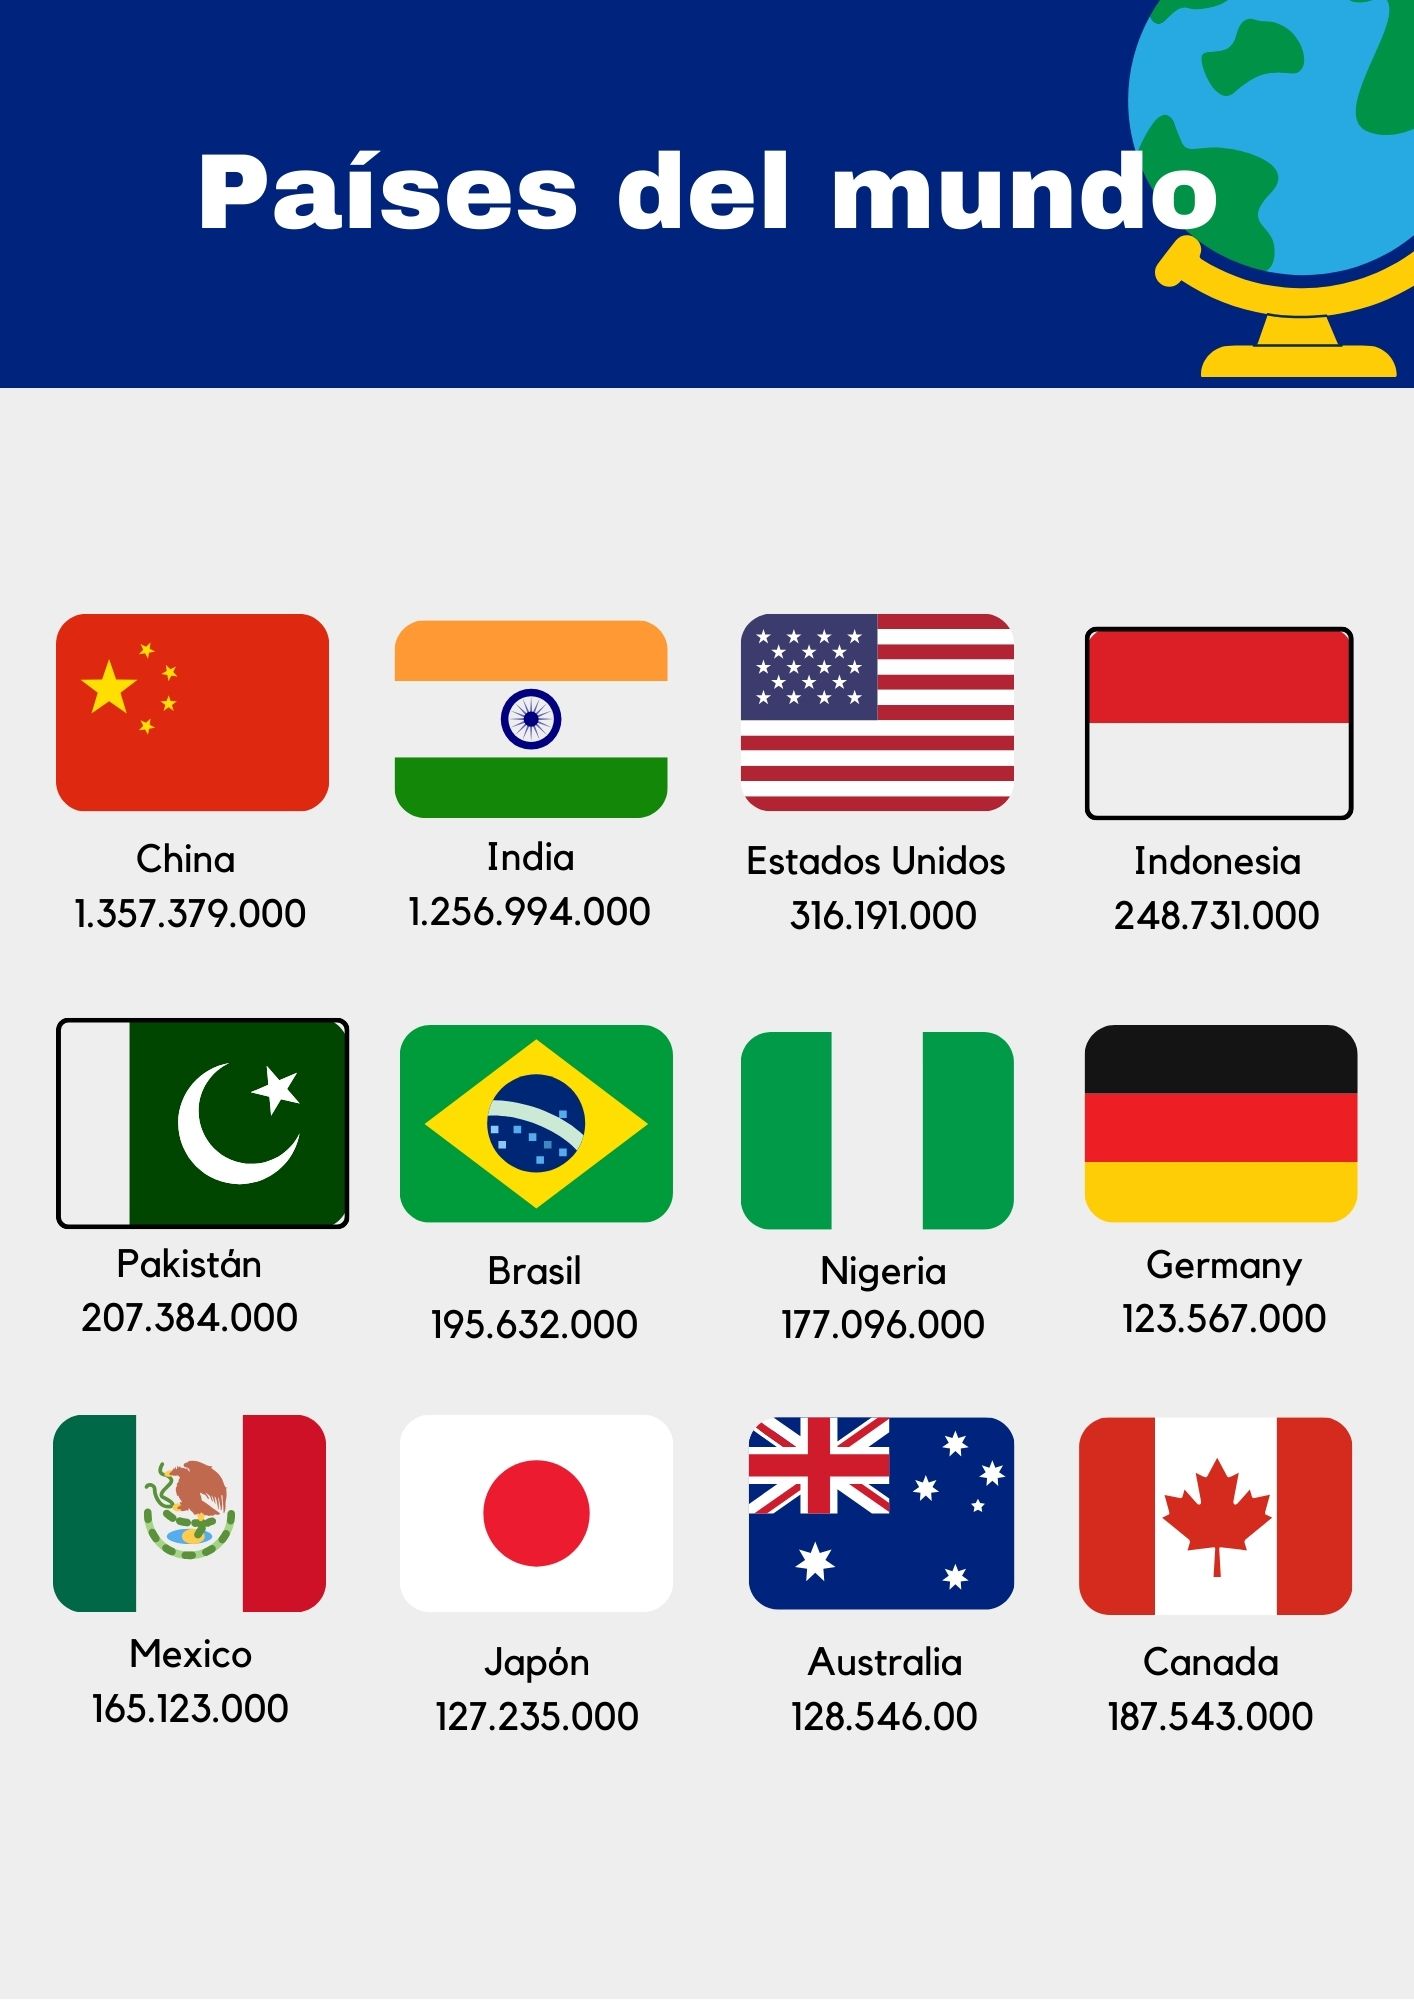 Países del mundo
China
1.357.379.000
India
1.256.994.000
Estados Unidos
316.191.000
Indonesia
248.731.000
Pakistán
207.384.000
Brasil
195.632.000
Nigeria
177.096.000
Germany
123.567.000
Mexico
165.123.000
Japón
127.235.000
Australia
128.546.00
Canada
187.543.000